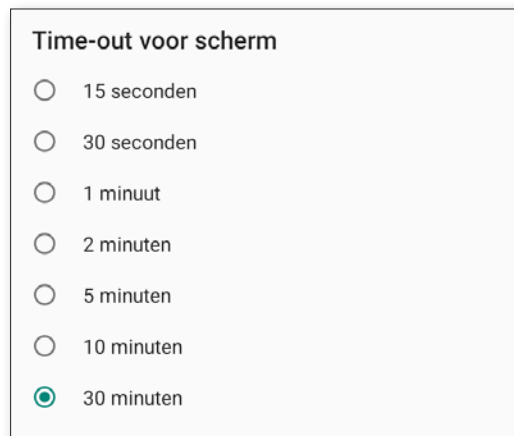 Time-out voor scherm
15 seconden
30 seconden
1 minuut
2 minuten
5 minuten
10 minuten
30 minuten